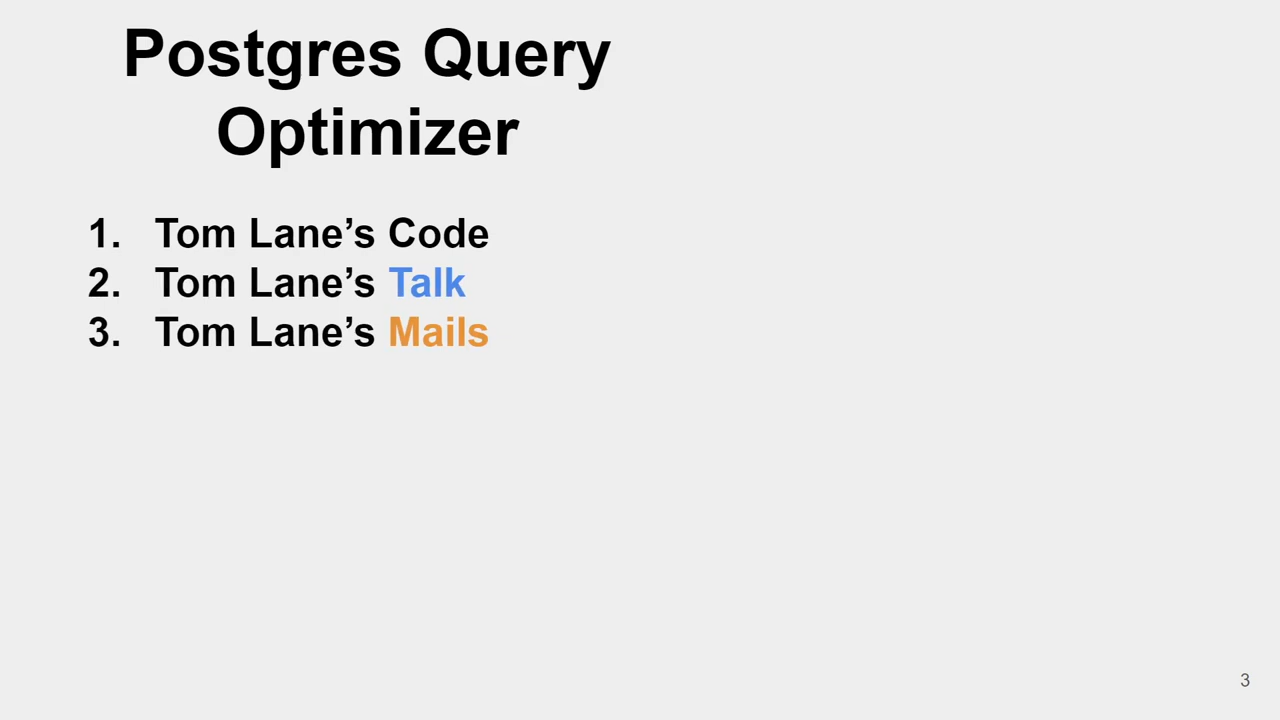 Postgres Query
Optimizer
1. Tom Lane’s Code
2. Tom Lane’s Talk
3. Tom Lane’s Mails
3